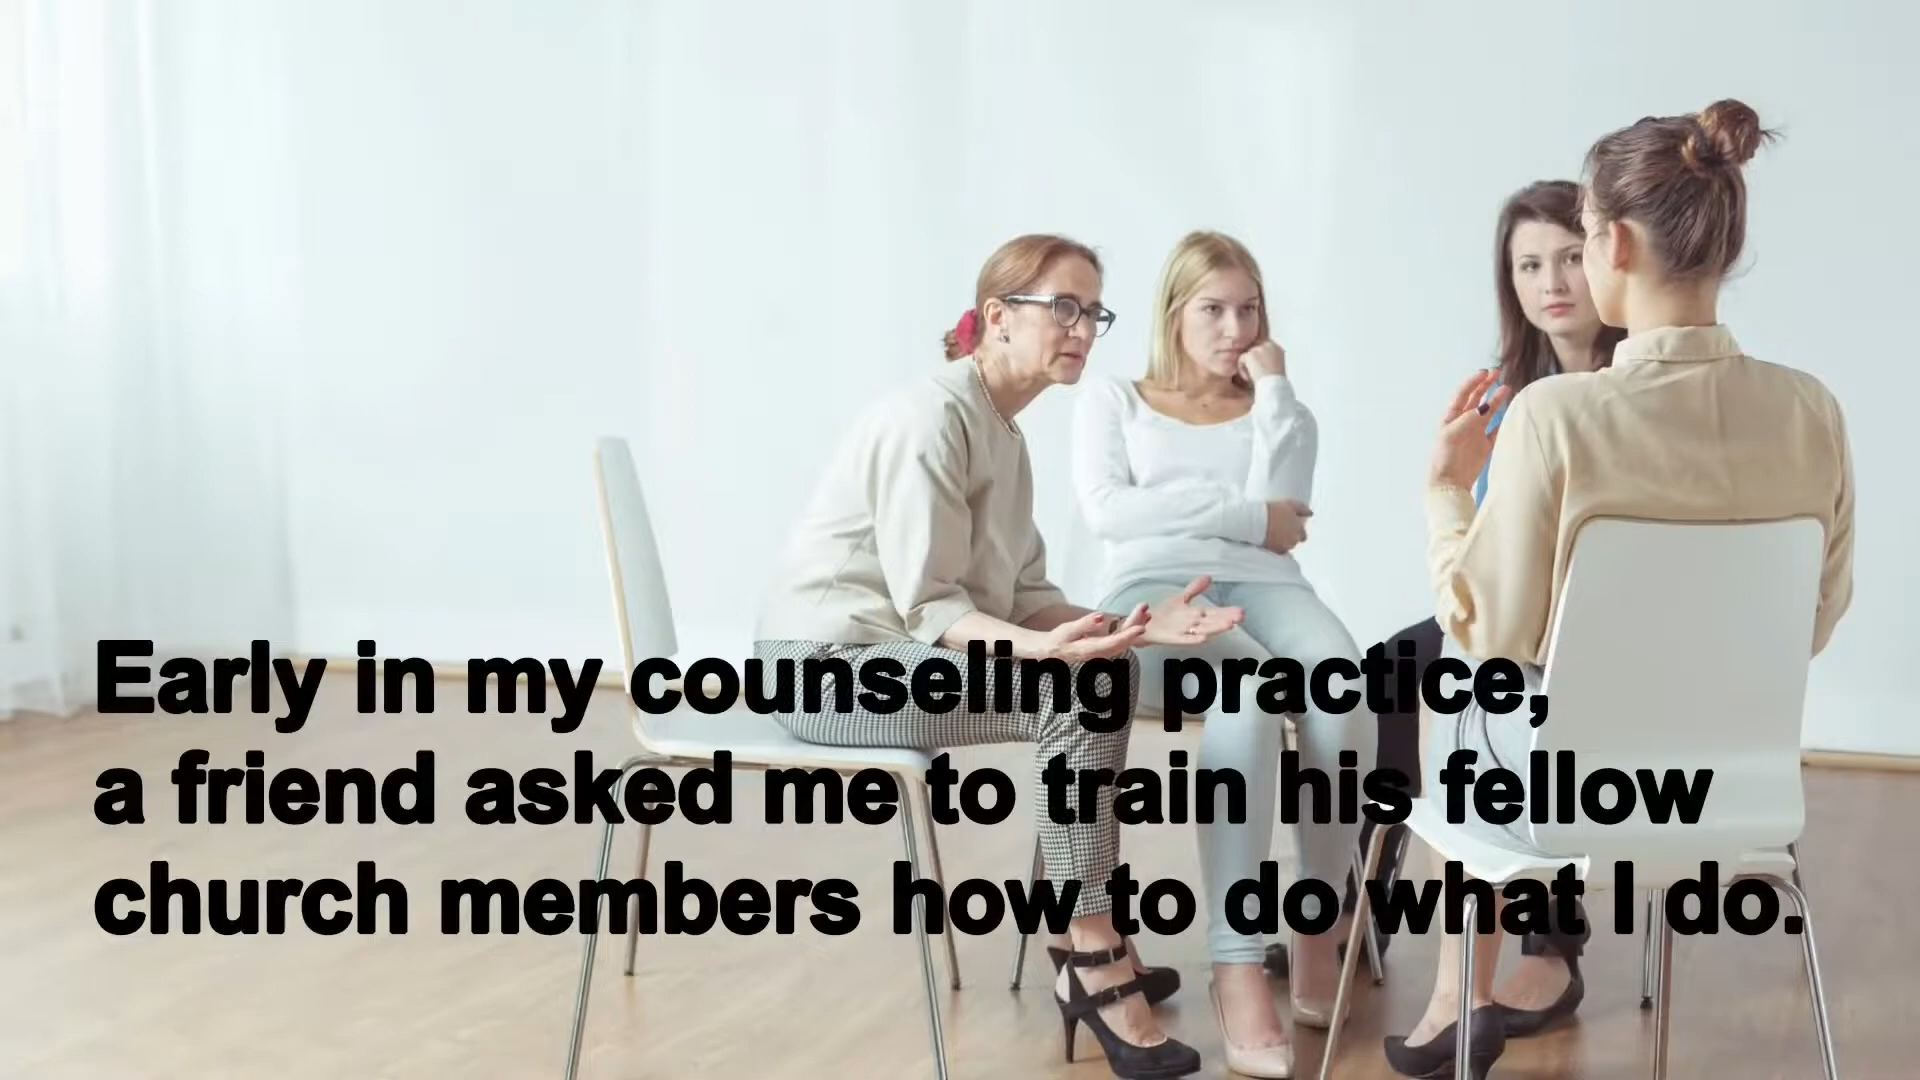 Early in my counseling practice,
a friend asked me to train his fellow
church members how to do what I do.